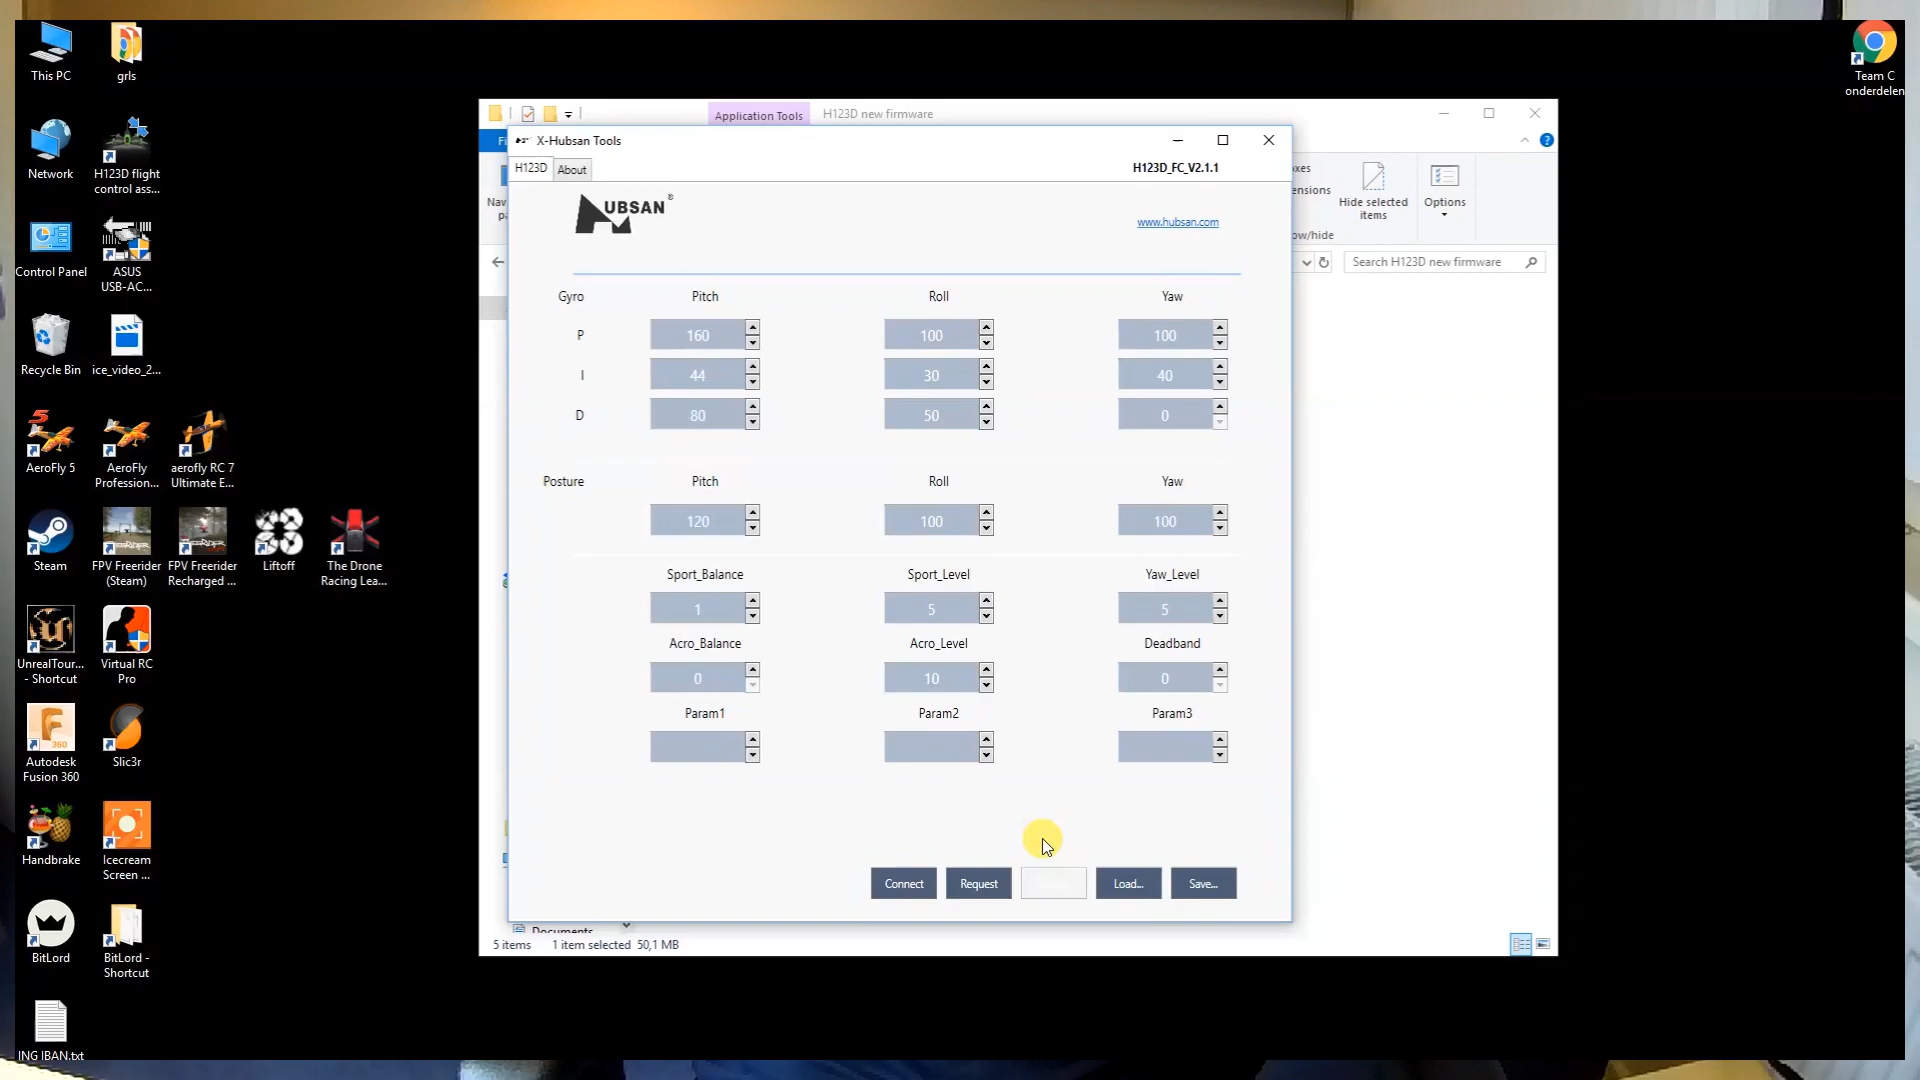 This PC
grls
Network
H123D flight
control ass...
Control Panel
ASUS
USB-AC...
Recycle Bin
ice_video_2...
AeroFly 5
AeroFly
Profession...
aerofly RC 7
Ultimate E...
Steam
FPV Freerider
(Steam)
FPV Freerider
Recharged ...
Liftoff
The Drone
Racing Lea...
UnrealTour...
- Shortcut
Virtual RC
Pro
Autodesk
Fusion 360
Slic3r
Handbrake
Icecream
Screen ...
BitLord
BitLord -
Shortcut
ING IBAN.txt
Team C
onderdelen
Application Tools
H123D new firmware
Hide selected
items
Options
Search H123D new firmware
X-Hubsan Tools
H123D
About
H123D_FC_V2.1.1
HUBSAN®
www.hubsan.com
Gyro
Pitch
Roll
Yaw
P
160
100
100
I
44
30
40
D
80
50
0
Posture
Pitch
Roll
Yaw
120
100
100
Sport_Balance
Sport_Level
Yaw_Level
1
5
5
Acro_Balance
Acro_Level
Deadband
0
10
0
Param1
Param2
Param3
Connect
Request
Load...
Save...
Documents
5 items
1 item selected 50,1 MB